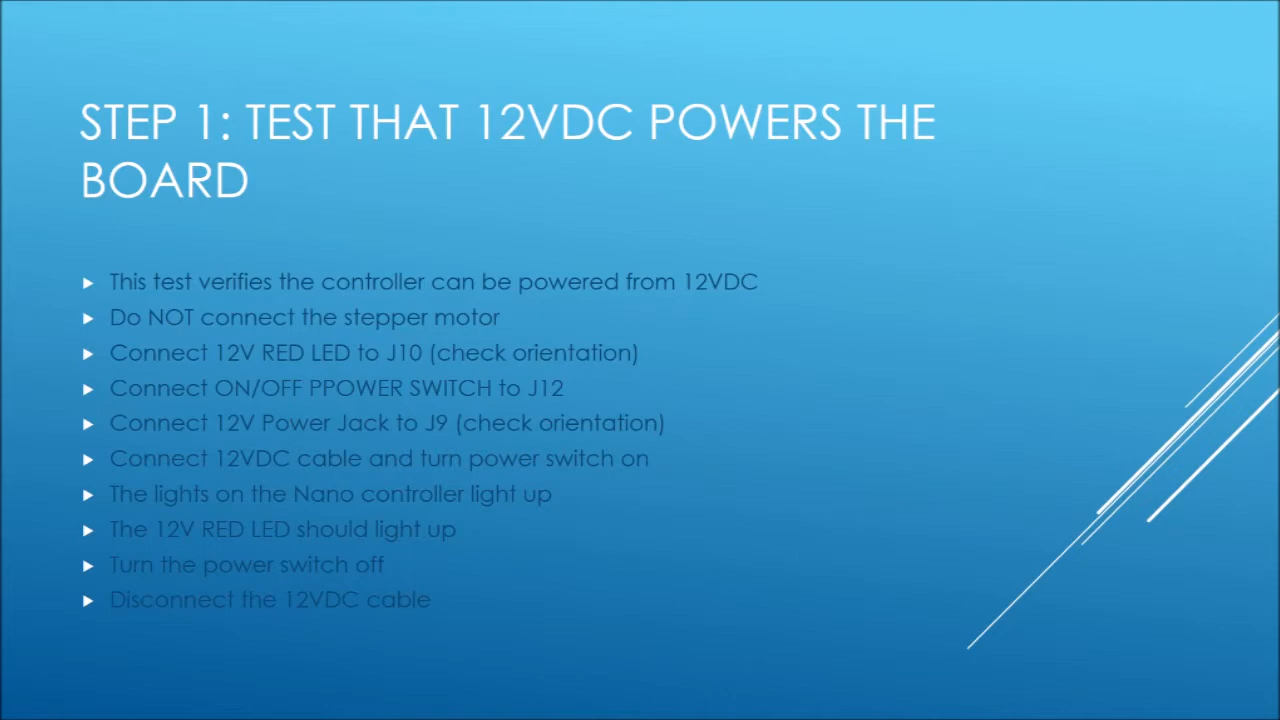 STEP 1: TEST THAT 12VDC POWERS THE
BOARD
This test verifies the controller can be powered from 12VDC
Do NOT connect the stepper motor
Connect 12V RED LED to J10 (check orientation)
Connect ON/OFF PPOWER SWITCH to J12
Connect 12V Power Jack to J9 (check orientation)
Connect 12VDC cable and turn power switch on
The lights on the Nano controller light up
The 12V RED LED should light up
Turn the power switch off
Disconnect the 12VDC cable